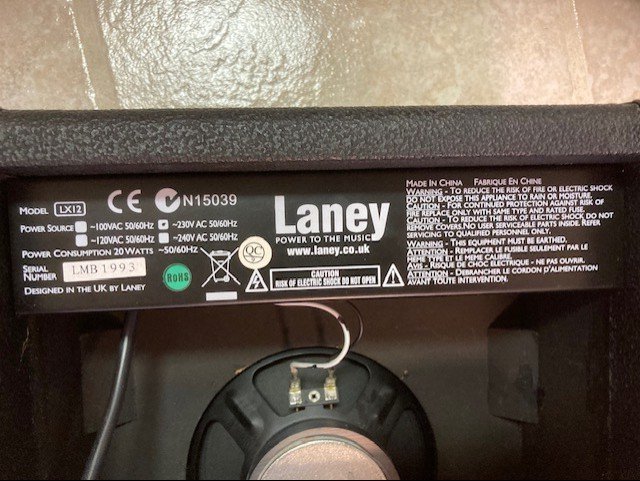 MODEL LX12
CE N15039
POWER SOURCE: ~100VAC 50/60Hz ~230V AC 50/60Hz
~120VAC 50/60Hz ~240V AC 50/60Hz
POWER CONSUMPTION 20 WATTS ~50/60Hz
SERIAL NUMBER LMB 1993
DESIGNED IN THE UK BY LANEY
RoHS
QC
Laney
POWER TO THE MUSIC
www.laney.co.uk
CAUTION
RISK OF ELECTRIC SHOCK DO NOT OPEN
MADE IN CHINA FABRIQUE EN CHINE
WARNING - TO REDUCE THE RISK OF FIRE OR ELECTRIC SHOCK
DO NOT EXPOSE THIS APPLIANCE TO RAIN OR MOISTURE
CAUTION - FOR CONTINUED PROTECTION AGAINST RISK OF
FIRE REPLACE ONLY WITH SAME TYPE AND RATED FUSE.
CAUTION - TO REDUCE THE RISK OF ELECTRIC SHOCK DO NOT
REMOVE COVERS.NO USER SERVICEABLE PARTS INSIDE. REFER
SERVICING TO QUALIFIED PERSONNEL ONLY.
WARNING - THIS EQUIPMENT MUST BE EARTHED.
ATTENTION - REMPLACER LE FUSIBLE SEULEMENT PAR LE
MEME TYPE ET LE MEME CALIBRE.
AVIS - RISQUE DE CHOC ELECTRIQUE - NE PAS OUVRIR.
ATTENTION - DEBRANCHER LE CORDON D'ALIMENTATION
AVANT TOUTE INTERVENTION.